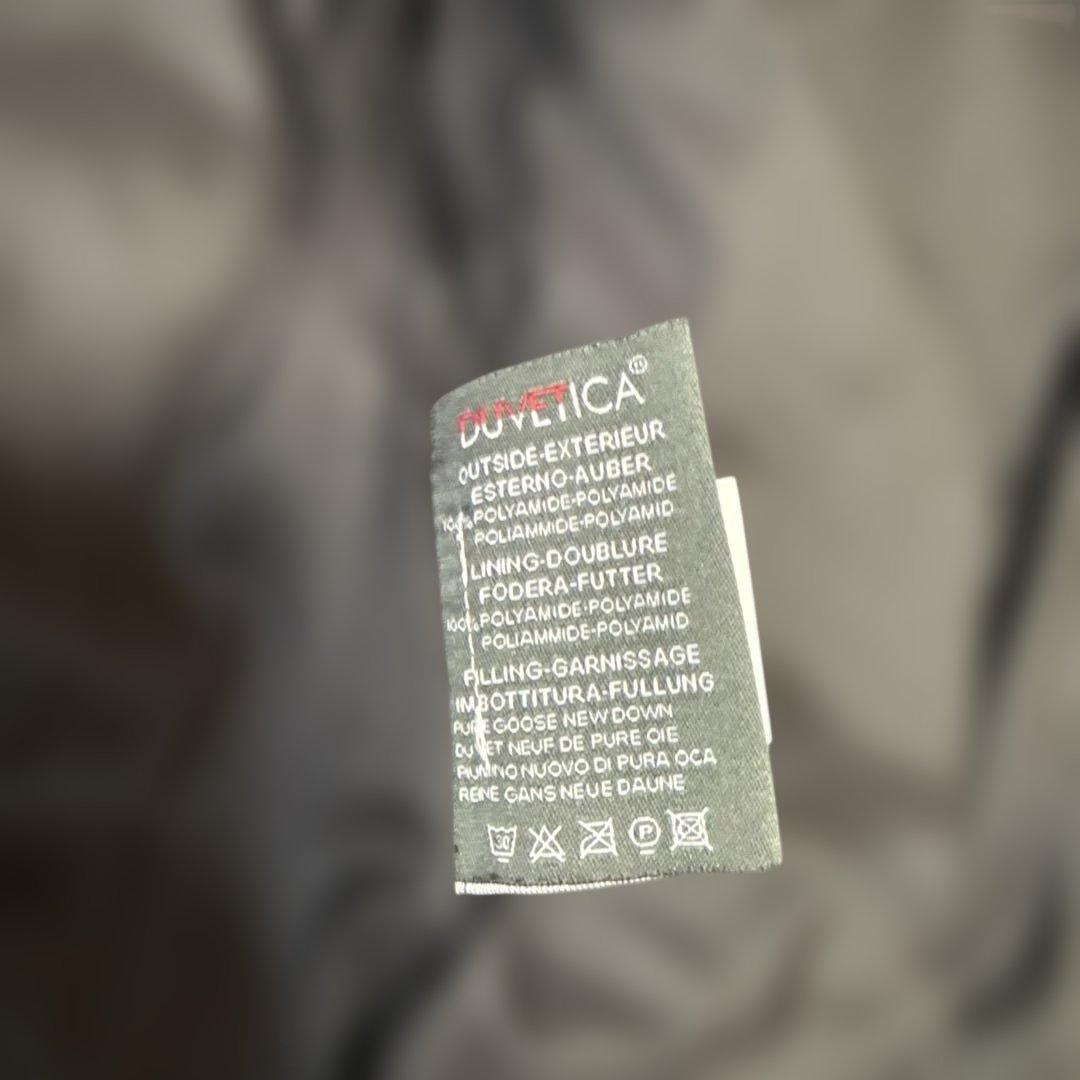 DUVETICA®
OUTSIDE-EXTERIEUR
ESTERNO-AUBER
100% POLYAMIDE-POLYAMIDE
POLIAMMIDE-POLYAMID
LINING-DOUBLURE
FODERA-FUTTER
100% POLYAMIDE-POLYAMIDE
POLIAMMIDE-POLYAMID
FILLING-GARNISSAGE
IMBOTTITURA-FULLUNG
PURE GOOSE NEW DOWN
DUVET NEUF DE PURE OIE
PIUMINO NUOVO DI PURA OCA
REINE GANS NEUE DAUNE
30 P